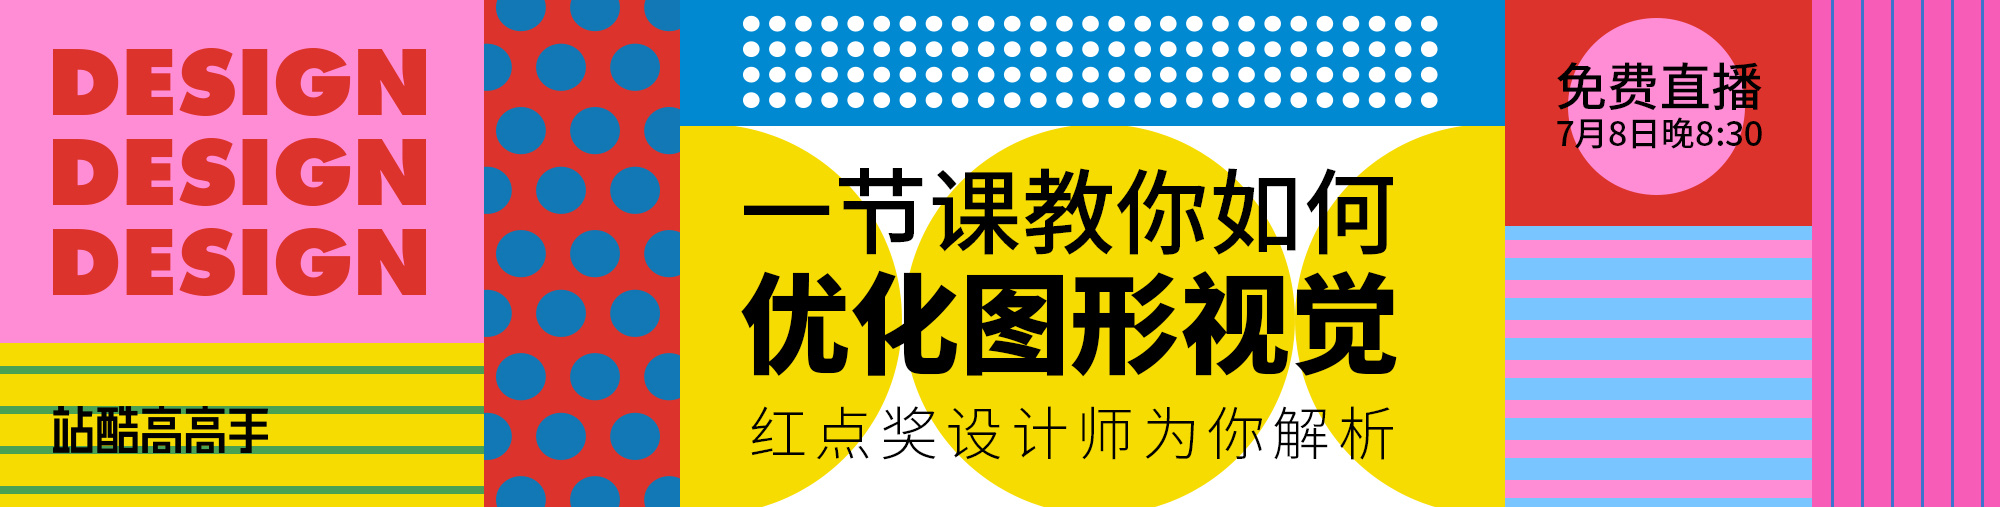 DESIGN
DESIGN
DESIGN
站酷高高手
一节课教你如何
优化图形视觉
红点奖设计师为你解析
免费直播
7月8日晚8:30